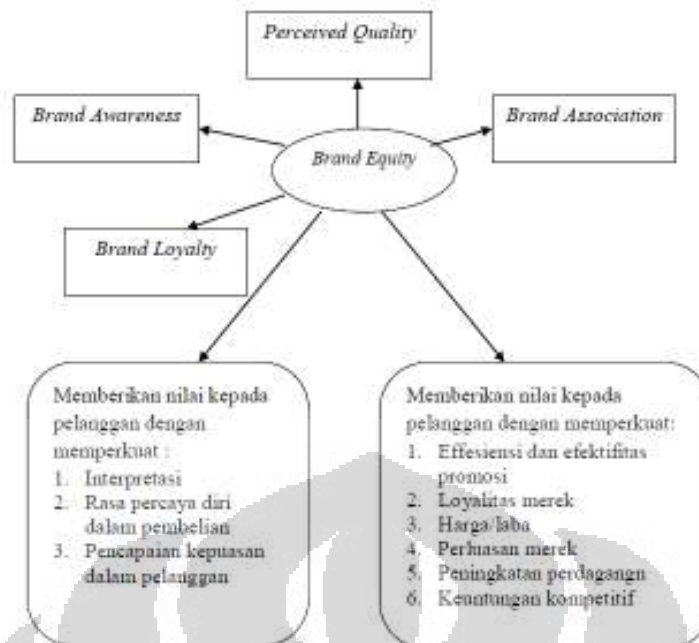 Perceived Quality
Brand Awareness
Brand Association
Brand Equity
Brand Loyalty
Memberikan nilai kepada
pelanggan dengan
memperkuat :
1. Interpretasi
2. Rasa percaya diri
dalam pembelian
3. Pencapaian kepuasan
dalam pelanggan
Memberikan nilai kepada
pelanggan dengan memperkuat:
1. Effesiensi dan efektifitas
promosi
2. Loyalitas merek
3. Harga/laba
4. Perluasan merek
5. Peningkatan perdagangn
6. Keuntungan kompetitif